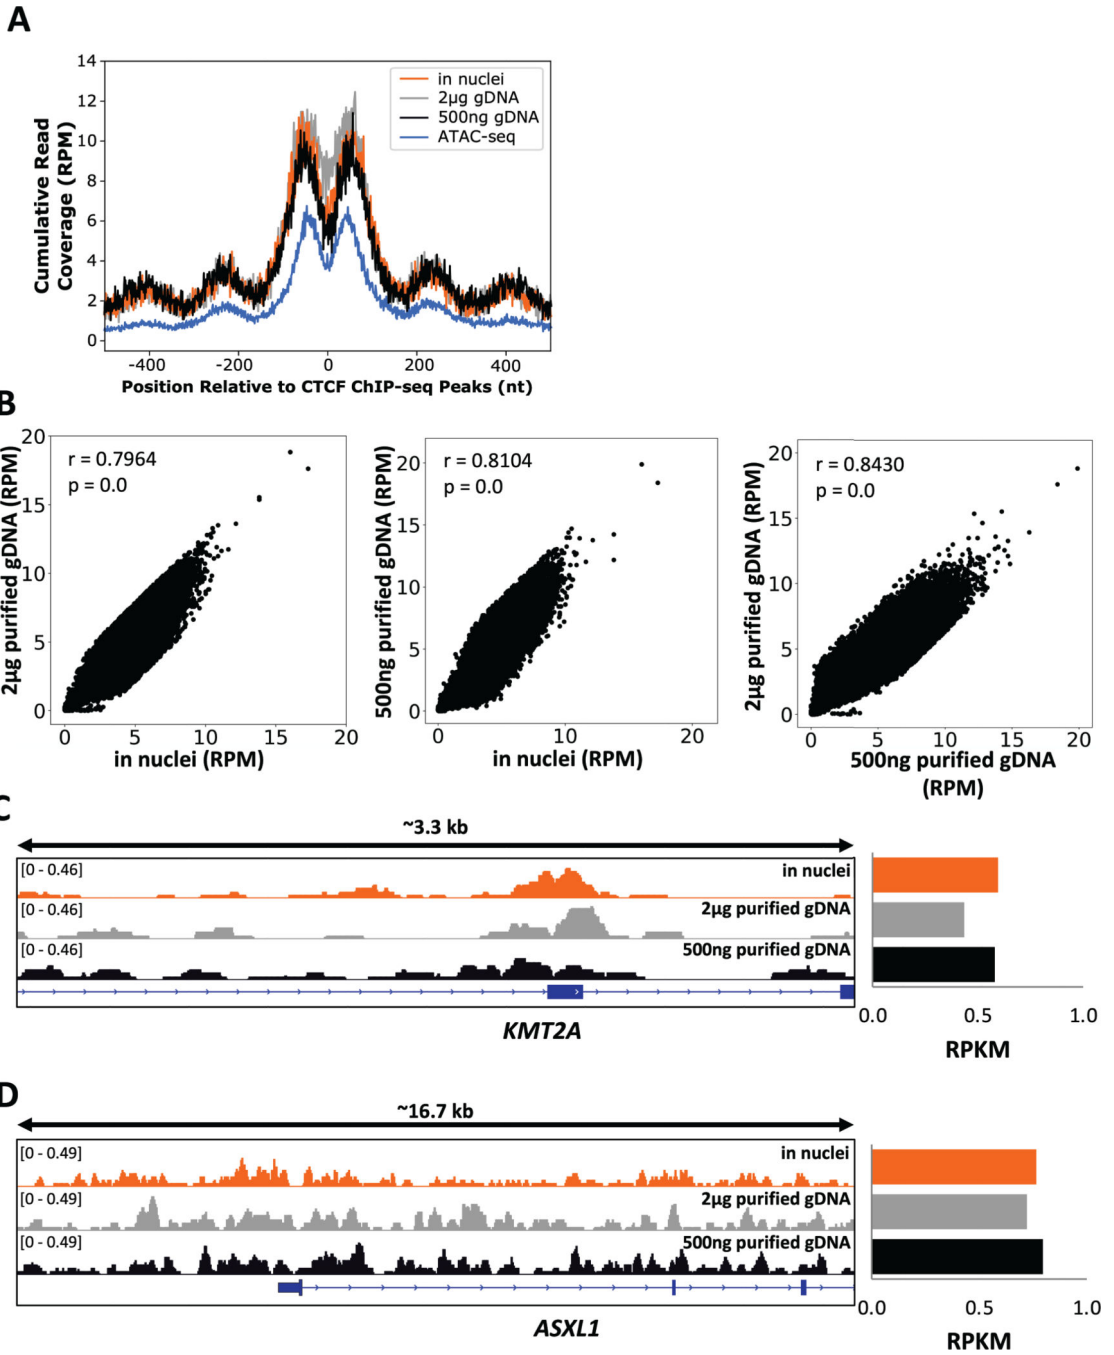 A
14
12
10
8
6
4
2
0
Cumulative Read
Coverage (RPM)
in nuclei
2µg gDNA
500ng gDNA
ATAC-seq
-400 -200 0 200 400
Position Relative to CTCF ChIP-seq Peaks (nt)
B
20
15
10
5
0
2µg purified gDNA (RPM)
r = 0.7964
p = 0.0
0 5 10 15 20
in nuclei (RPM)
20
15
10
5
0
500ng purified gDNA (RPM)
r = 0.8104
p = 0.0
0 10 20
in nuclei (RPM)
20
15
10
5
0
2µg purified gDNA (RPM)
r = 0.8430
p = 0.0
0 5 10 15 20
500ng purified gDNA
(RPM)
C
~3.3 kb
[0 - 0.46] in nuclei
[0 - 0.46] 2µg purified gDNA
[0 - 0.46] 500ng purified gDNA
KMT2A
0.0 0.5 1.0
RPKM
D
~16.7 kb
[0 - 0.49] in nuclei
[0 - 0.49] 2µg purified gDNA
[0 - 0.49] 500ng purified gDNA
ASXL1
0.0 0.5 1.0
RPKM